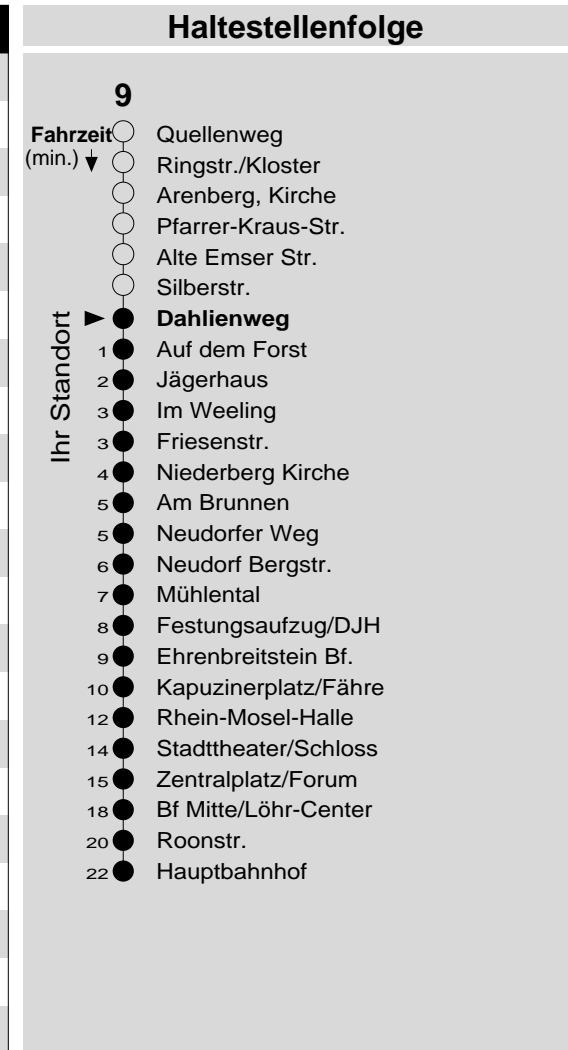 Haltestellenfolge
9
Fahrzeit Quellenweg
(min.) Ringstr./Kloster
Arenberg, Kirche
Pfarrer-Kraus-Str.
Alte Emser Str.
Silberstr.
Ihr Standort
Dahlienweg
1 Auf dem Forst
2 Jägerhaus
3 Im Weeling
3 Friesenstr.
4 Niederberg Kirche
5 Am Brunnen
5 Neudorfer Weg
6 Neudorf Bergstr.
7 Mühlental
8 Festungsaufzug/DJH
9 Ehrenbreitstein Bf.
10 Kapuzinerplatz/Fähre
12 Rhein-Mosel-Halle
14 Stadttheater/Schloss
15 Zentralplatz/Forum
18 Bf Mitte/Löhr-Center
20 Roonstr.
22 Hauptbahnhof